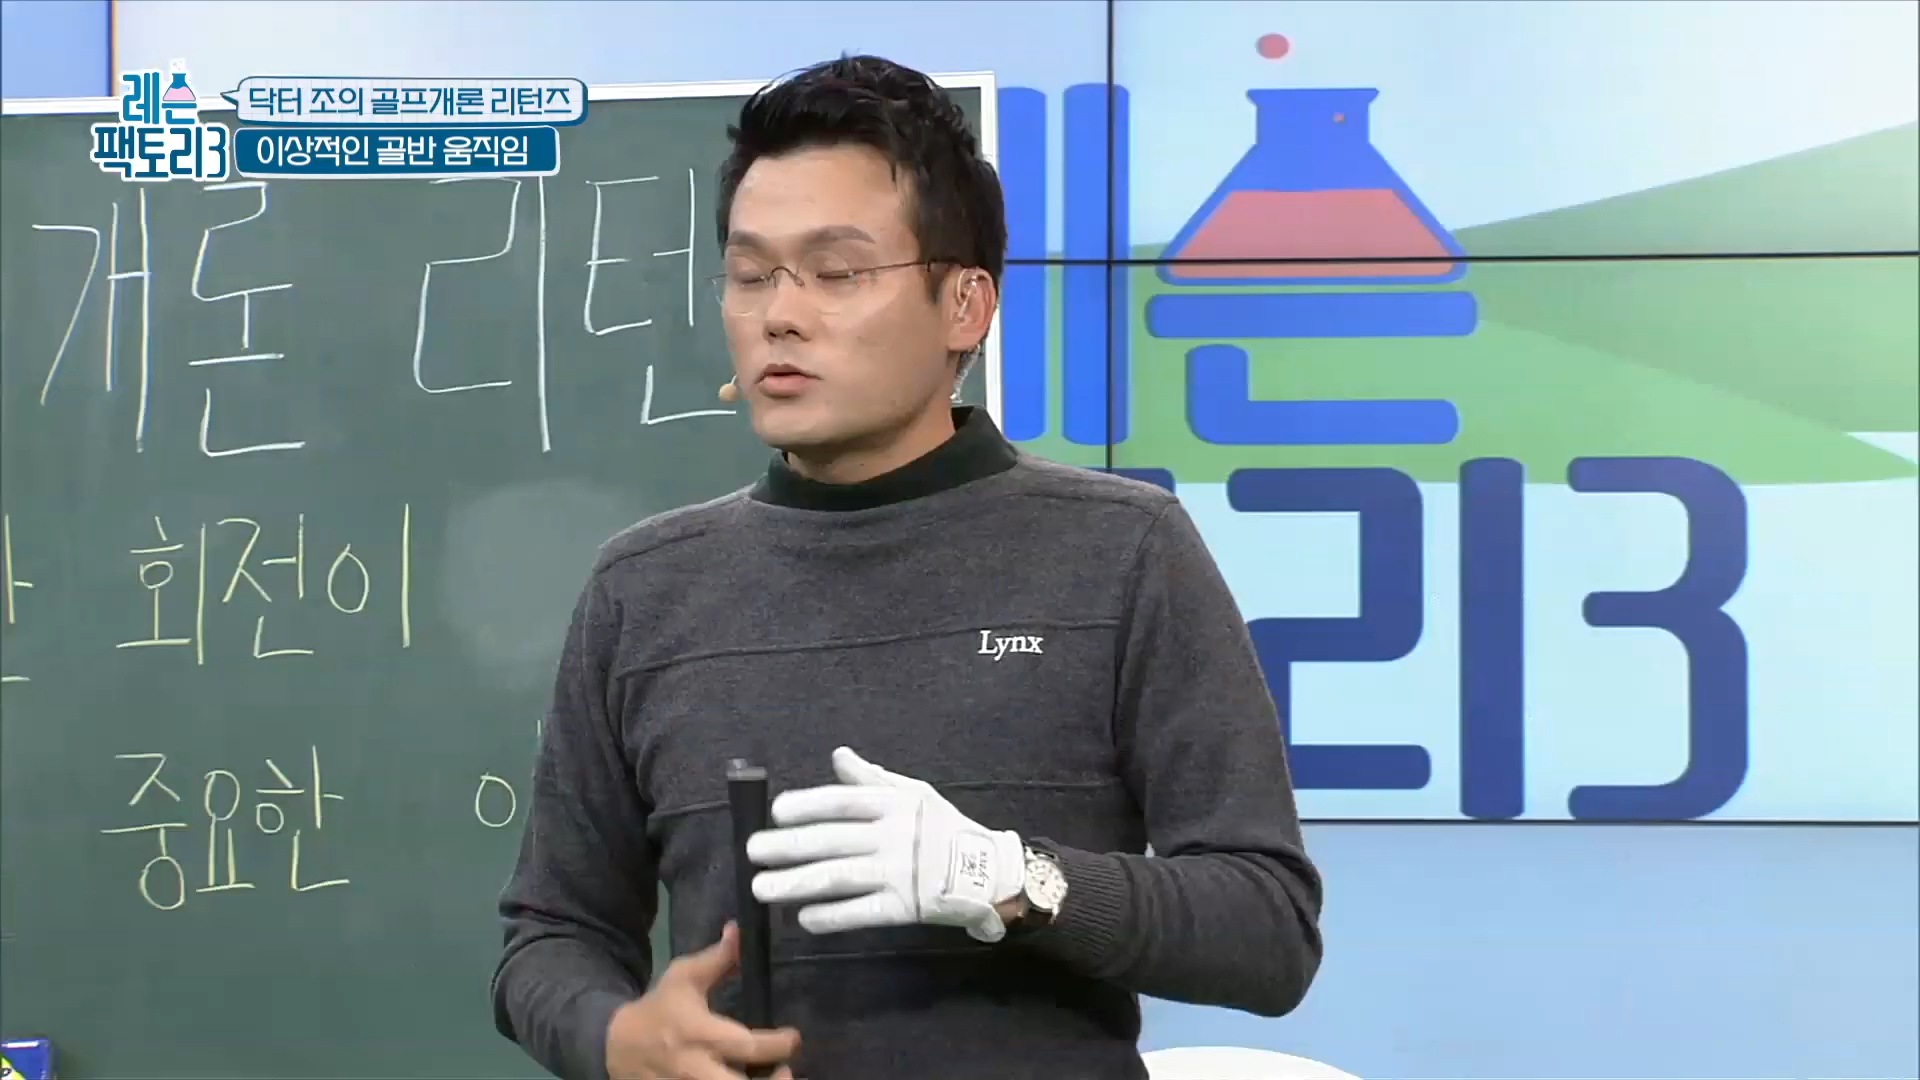 레슨
팩토리3
닥터 조의 골프개론 리턴즈
이상적인 골반 움직임
개론 리턴
회전이
중요한
Lynx
Lynx